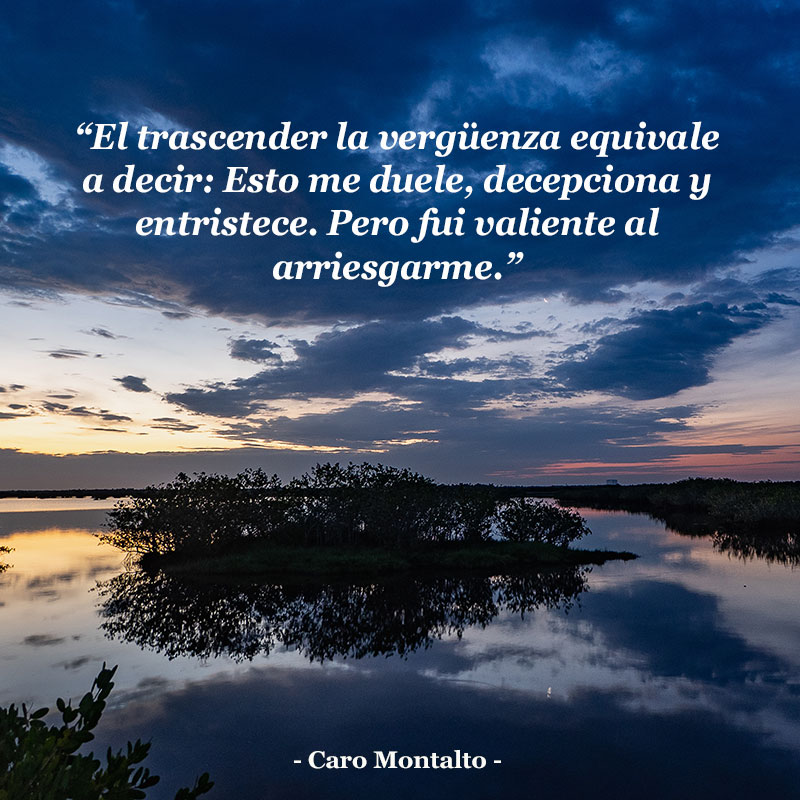 “El trascender la vergüenza equivale
a decir: Esto me duele, decepciona y
entristece. Pero fui valiente al
arriesgarme.”
- Caro Montalto -